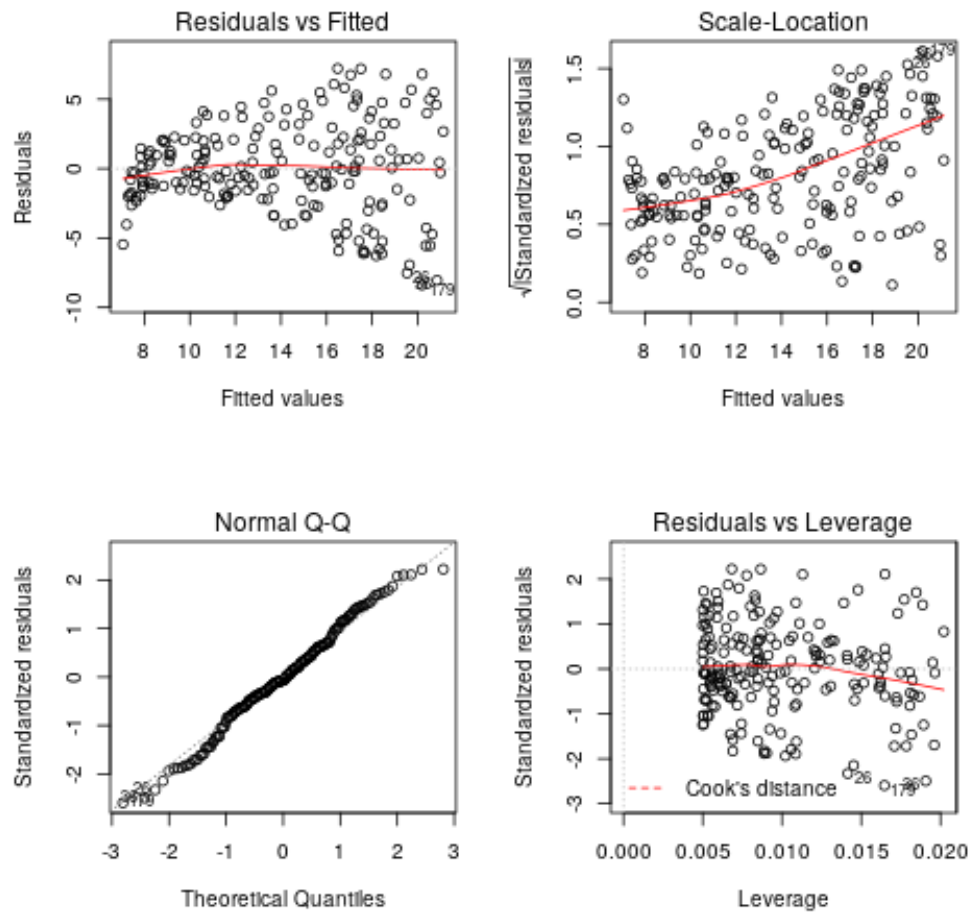 Residuals vs Fitted
Residuals
5
0
-5
-10
179
8 10 12 14 16 18 20
Fitted values
Scale-Location
√|Standardized residuals|
1.5
1.0
0.5
0.0
179
8 10 12 14 16 18 20
Fitted values
Normal Q-Q
Standardized residuals
2
1
0
-1
-2
-3 -2 -1 0 1 2 3
Theoretical Quantiles
Residuals vs Leverage
Standardized residuals
2
1
0
-1
-2
-3
26
179
Cook's distance
0.000 0.005 0.010 0.015 0.020
Leverage